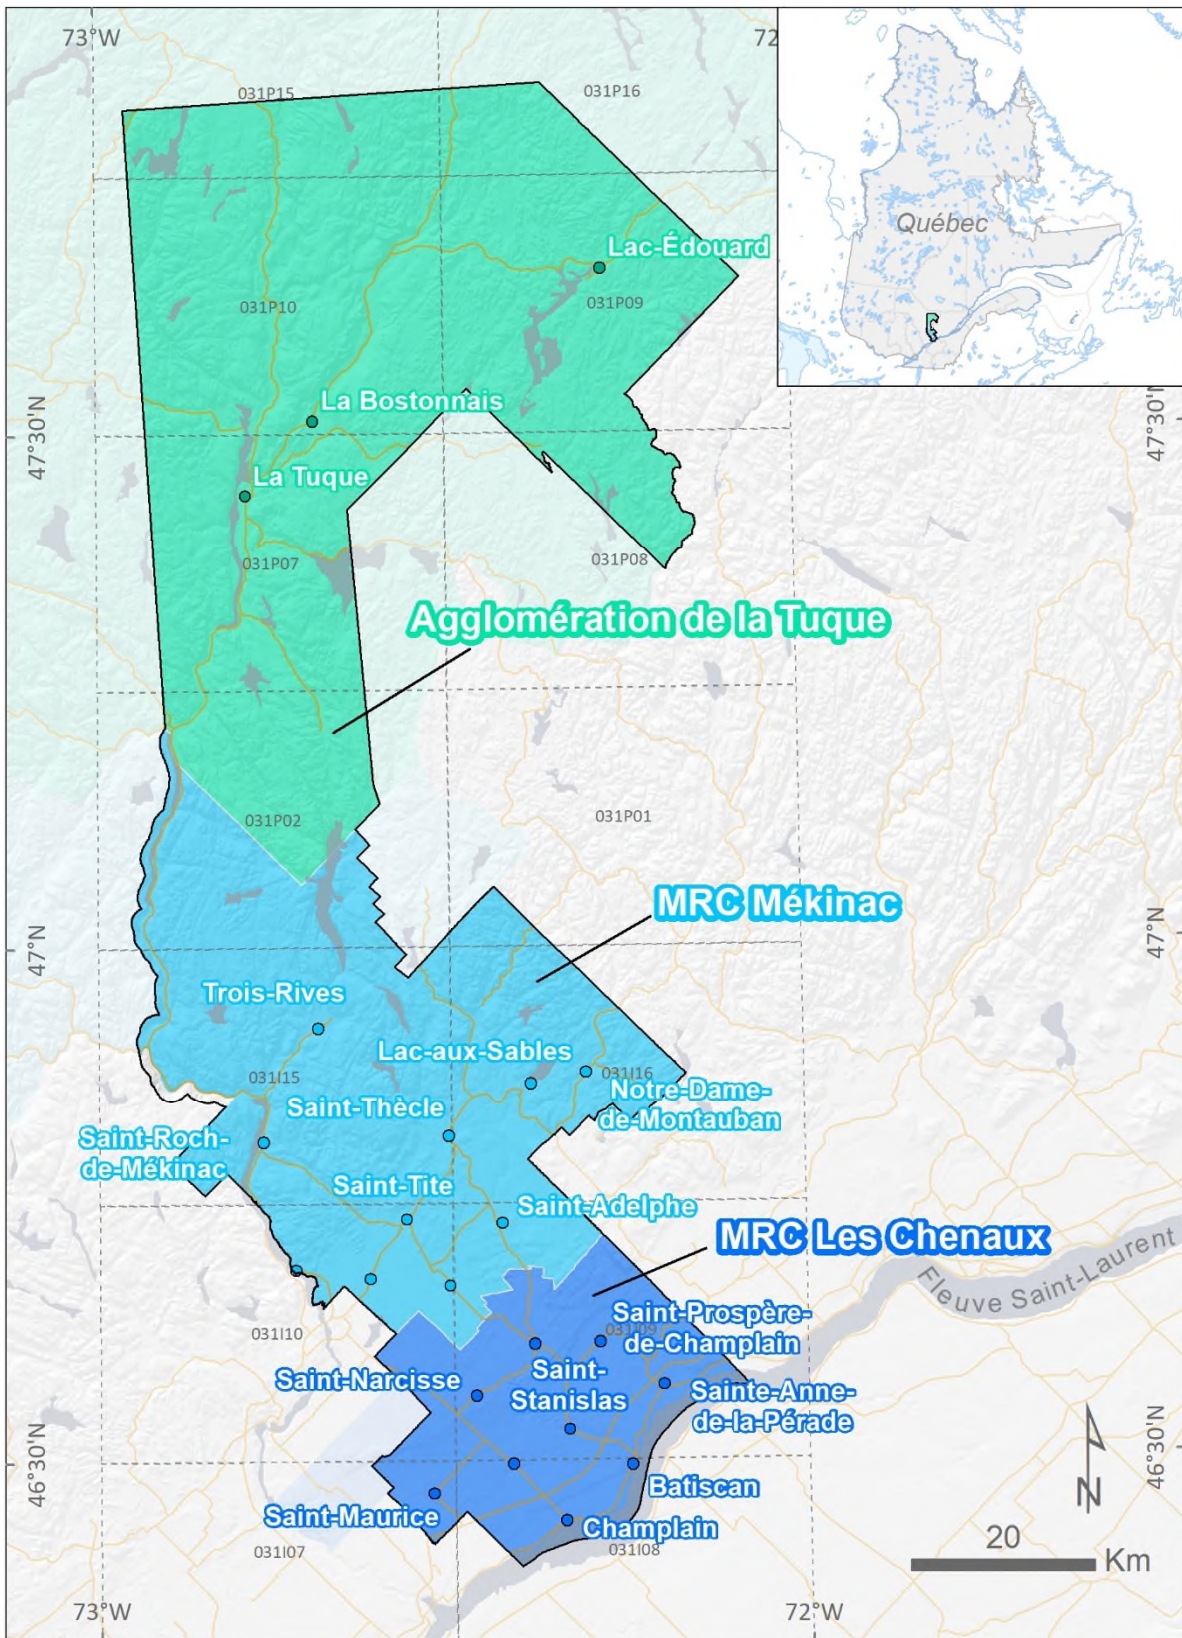 73°W
72
031P15
031P16
Québec
Lac-Édouard
031P10
031P09
La Bostonnais
47°30'N
47°30'N
La Tuque
031P07
031P08
Agglomération de la Tuque
031P02
031P01
MRC Mékinac
47°N
47°N
Trois-Rives
Lac-aux-Sables
031I15
031I16
Notre-Dame-
de-Montauban
Saint-Thècle
Saint-Roch-
de-Mékinac
Saint-Tite
Saint-Adelphe
MRC Les Chenaux
Fleuve Saint-Laurent
031I10
031I09
Saint-Prospère-
de-Champlain
Saint-Narcisse
Saint-
Stanislas
Sainte-Anne-
de-la-Pérade
46°30'N
46°30'N
Batiscan
Saint-Maurice
Champlain
N
031I07
031I08
20
Km
73°W
72°W